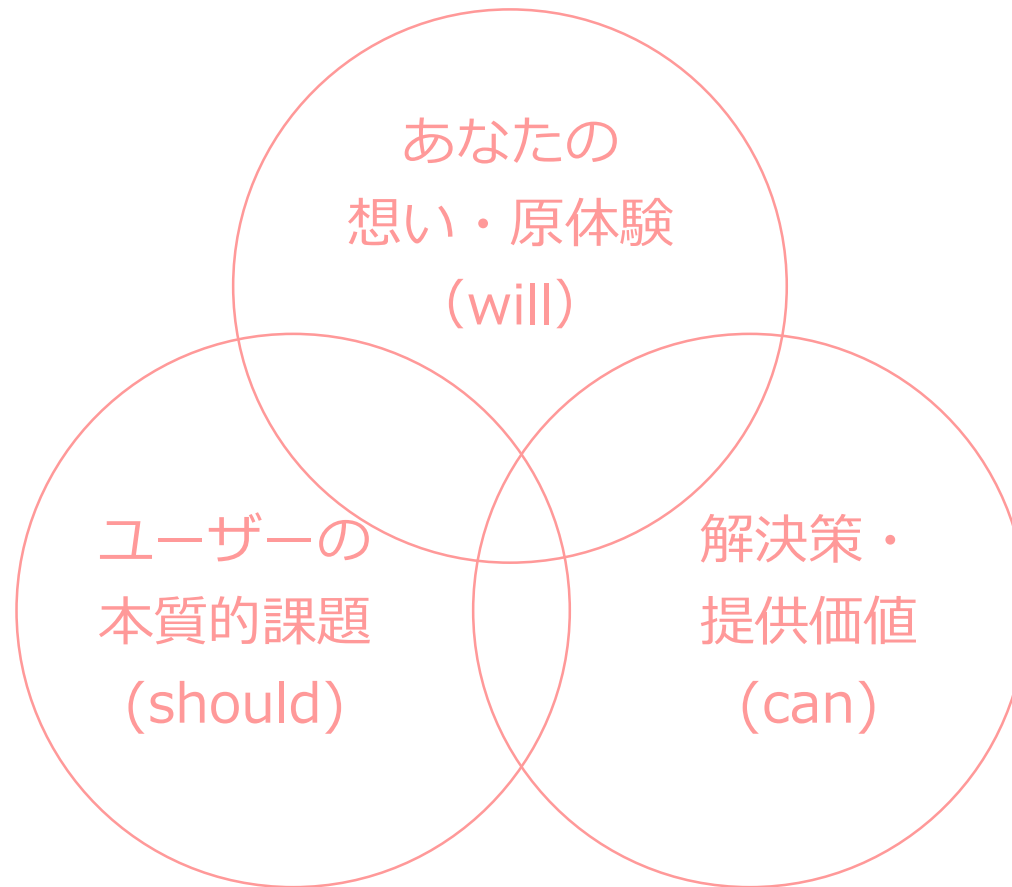 あなたの
想い・原体験
(will)
ユーザーの
本質的課題
(should)
解決策・
提供価値
(can)